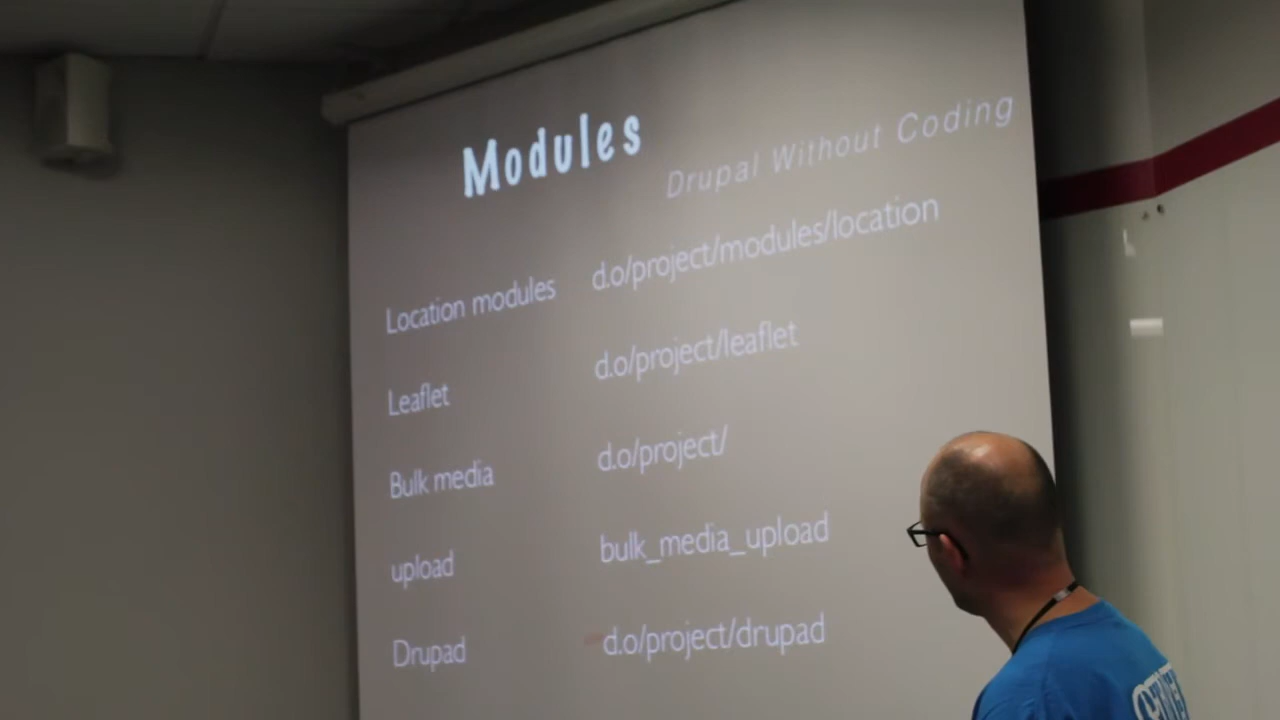 Modules
Drupal Without Coding
Location modules d.o/project/modules/location
Leaflet d.o/project/leaflet
Bulk media d.o/project/
upload bulk_media_upload
Drupad d.o/project/drupad